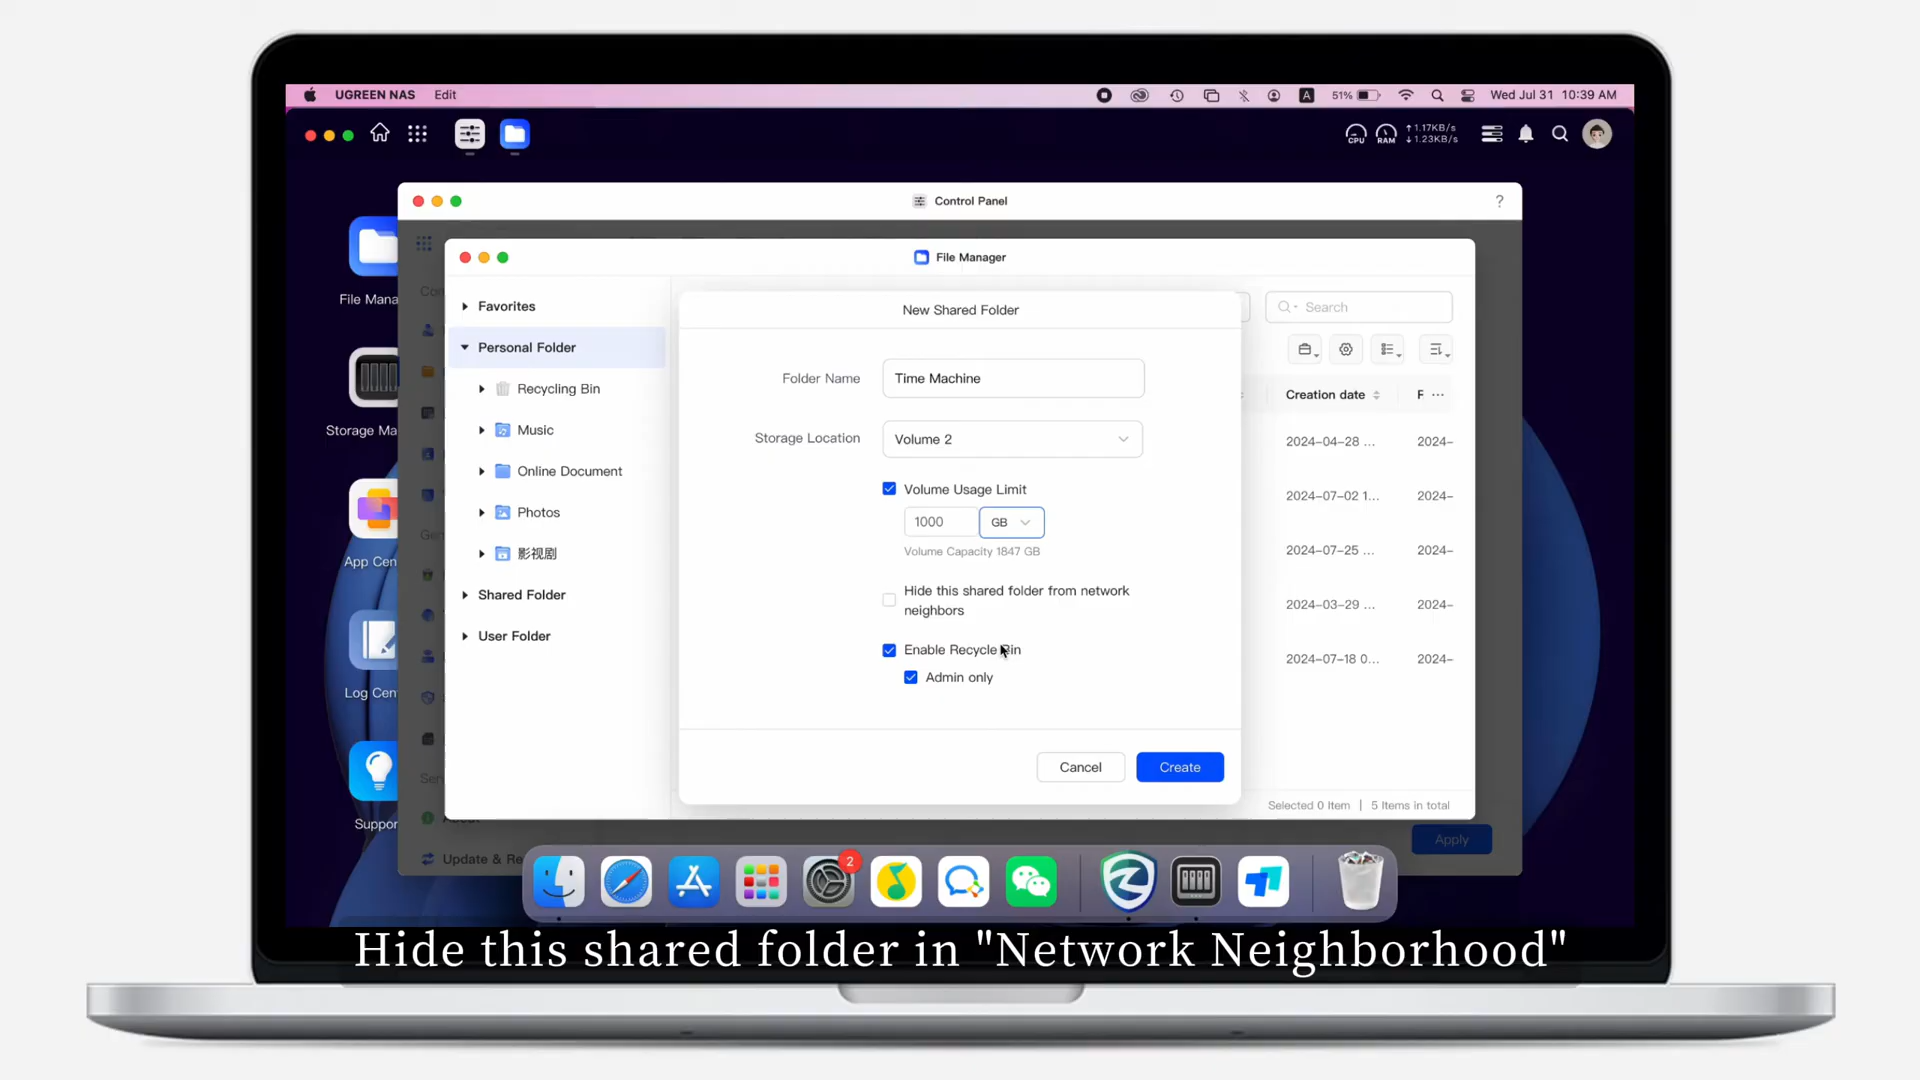 UGREEN NAS Edit
A 51% Wed Jul 31 10:39 AM
CPU RAM ↑ 1.17KB/s
↓ 1.23KB/s
Control Panel ?
File Manager
File Mana
Storage Ma
App Cen
Log Cen
Suppor
Con
Gen
Serv
About
Update & Re
Favorites
Personal Folder
Recycling Bin
Music
Online Document
Photos
影视剧
Shared Folder
User Folder
New Shared Folder
Folder Name Time Machine
Storage Location Volume 2
Volume Usage Limit
1000 GB
Volume Capacity 1847 GB
Hide this shared folder from network
neighbors
Enable Recycle Bin
Admin only
Cancel Create
Search
Creation date F ...
2024-04-28 ... 2024-
2024-07-02 1... 2024-
2024-07-25 ... 2024-
2024-03-29 ... 2024-
2024-07-18 0... 2024-
Selected 0 Item | 5 Items in total
Apply
2
Hide this shared folder in "Network Neighborhood"